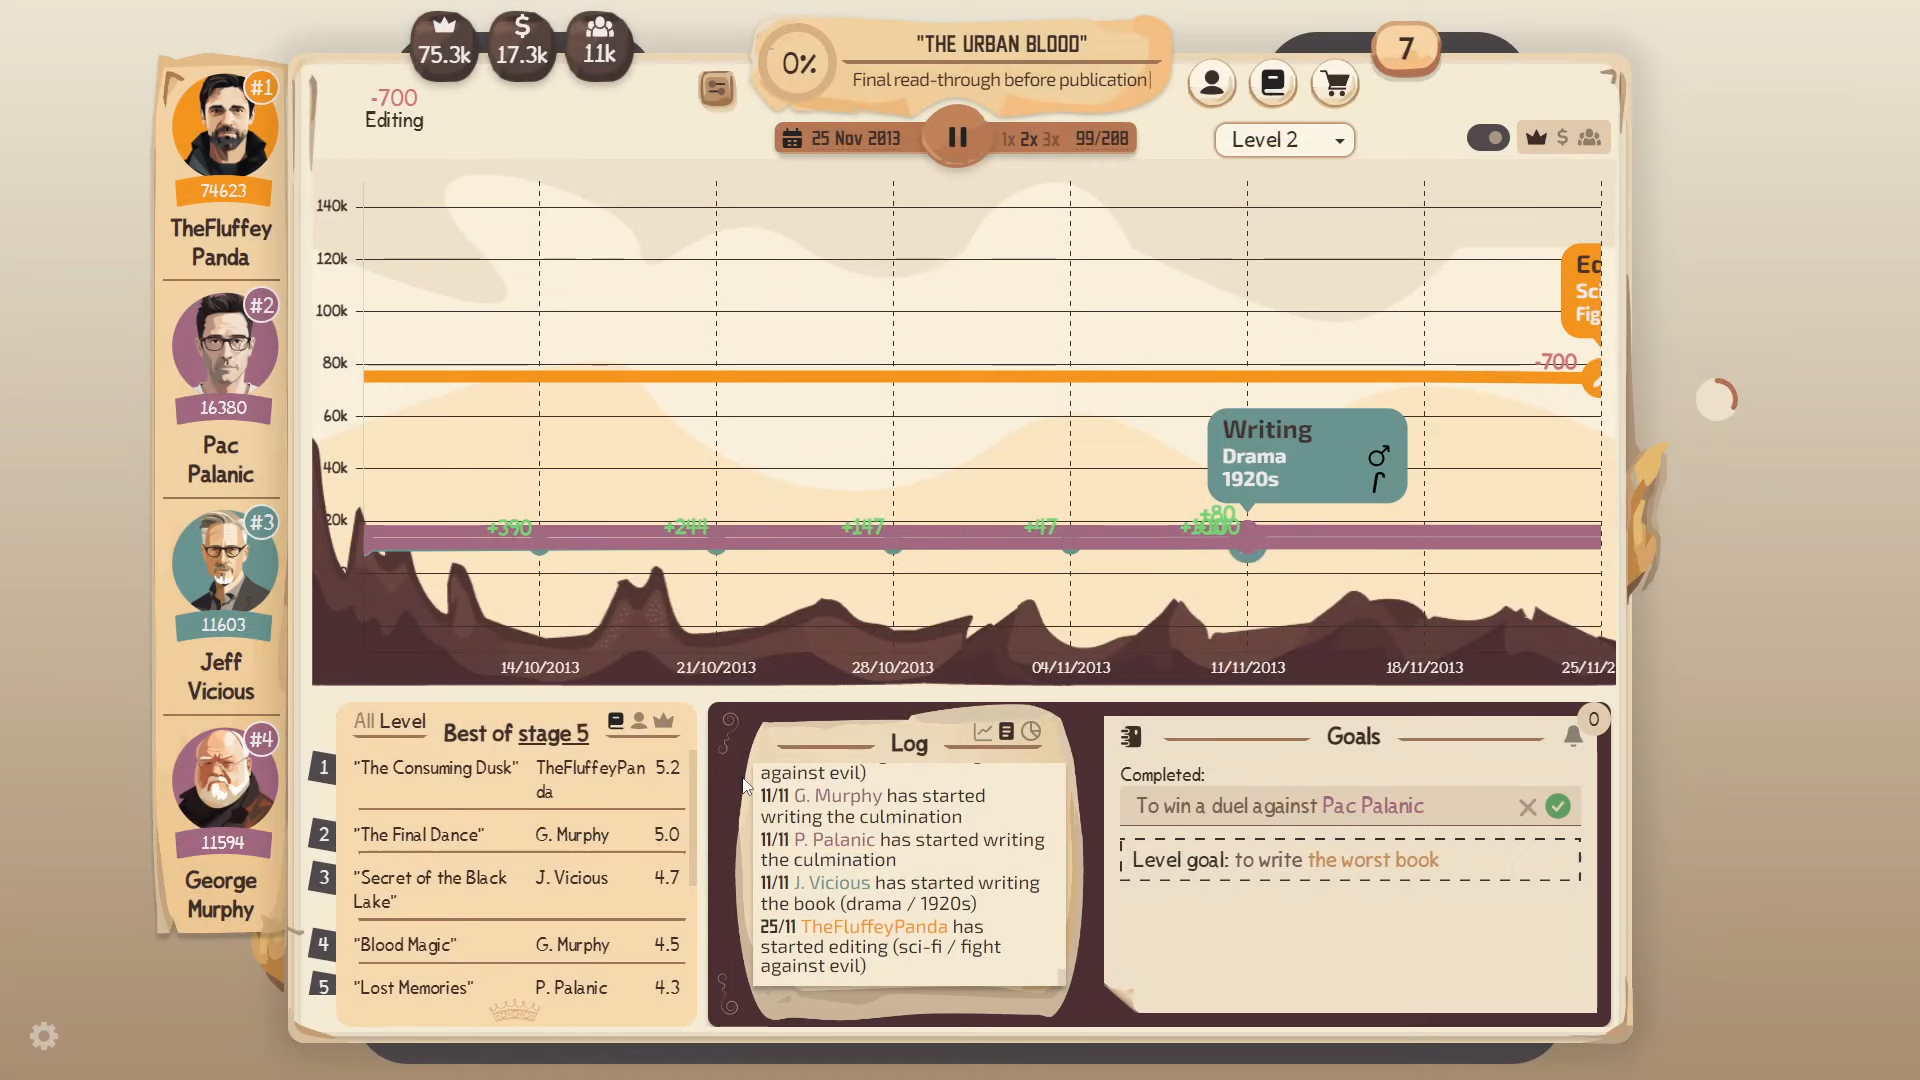 75.3k
17.3k
11k
0%
"THE URBAN BLOOD"
Final read-through before publication
7
-700
Editing
25 Nov 2013
1x 2x 3x
99/208
Level 2
#1
74623
TheFluffey
Panda
#2
16380
Pac
Palanic
#3
11603
Jeff
Vicious
#4
11594
George
Murphy
140k
120k
100k
80k
60k
40k
20k
0
-700
Writing
Drama
1920s
+390
+244
+147
+47
+80
14/10/2013
21/10/2013
28/10/2013
04/11/2013
11/11/2013
18/11/2013
25/11/2
All Level
Best of stage 5
1 "The Consuming Dusk" TheFluffeyPan
da 5.2
2 "The Final Dance" G. Murphy 5.0
3 "Secret of the Black
Lake" J. Vicious 4.7
4 "Blood Magic" G. Murphy 4.5
5 "Lost Memories" P. Palanic 4.3
Log
against evil)
11/11 G. Murphy has started
writing the culmination
11/11 P. Palanic has started writing
the culmination
11/11 J. Vicious has started writing
the book (drama / 1920s)
25/11 TheFluffeyPanda has
started editing (sci-fi / fight
against evil)
Goals
0
Completed:
To win a duel against Pac Palanic
Level goal: to write the worst book